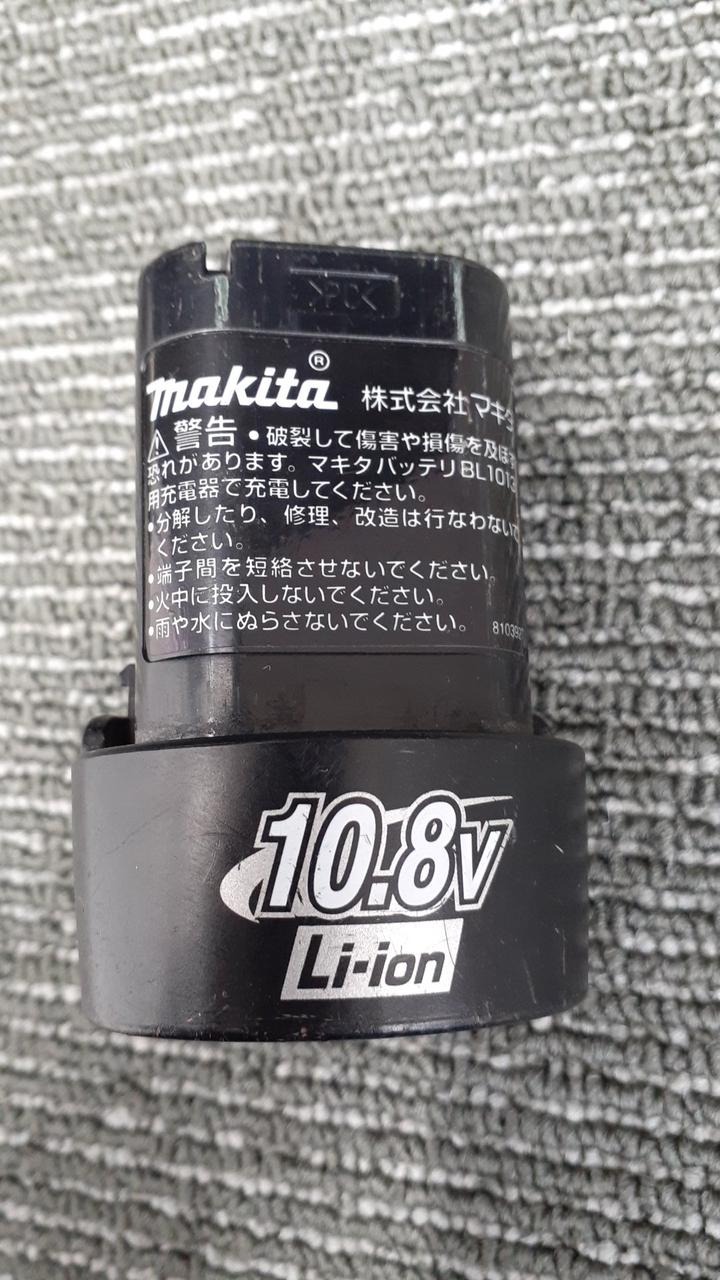 >PC<
makita® 株式会社マキタ
⚠警告 •破裂して傷害や損傷を及ぼす
恐れがあります。マキタバッテリBL1013
用充電器で充電してください。
•分解したり、修理、改造は行なわないで
ください。
•端子間を短絡させないでください。
•火中に投入しないでください。
•雨や水にぬらさないでください。 810392
10.8V
Li-ion